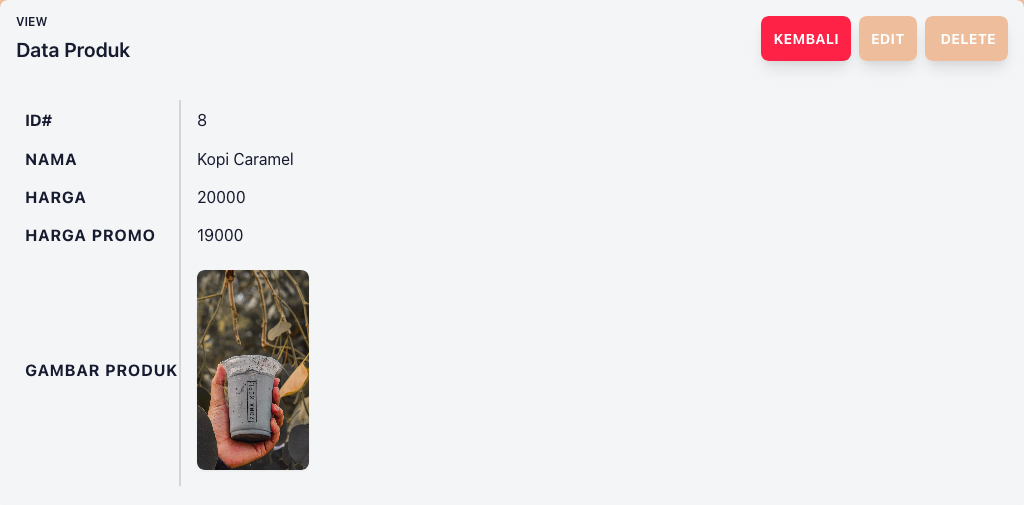 VIEW
Data Produk
KEMBALI
EDIT
DELETE
ID# 8
NAMA Kopi Caramel
HARGA 20000
HARGA PROMO 19000
GAMBAR PRODUK